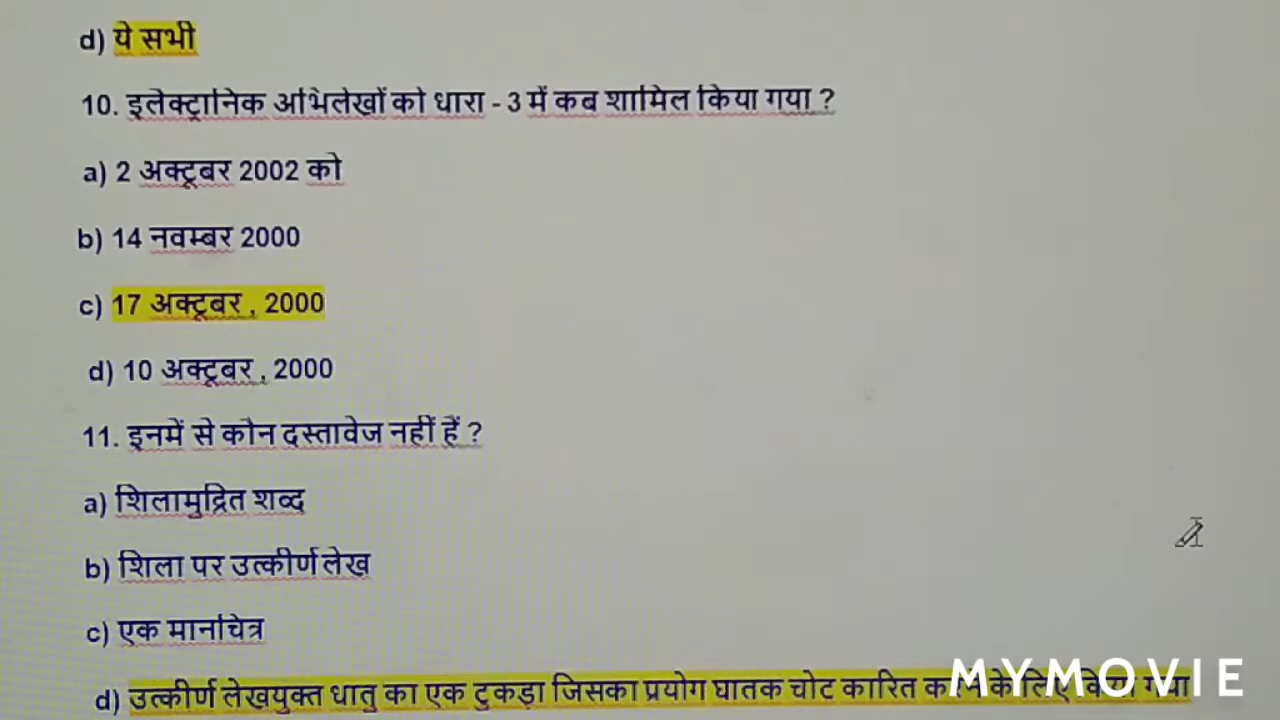 d) ये सभी
10. इलेक्ट्रानिक अभिलेखों को धारा - 3 में कब शामिल किया गया ?
a) 2 अक्टूबर 2002 को
b) 14 नवम्बर 2000
c) 17 अक्टूबर , 2000
d) 10 अक्टूबर , 2000
11. इनमें से कौन दस्तावेज नहीं हैं ?
a) शिलामुद्रित शब्द
b) शिला पर उत्कीर्ण लेख
c) एक मानचित्र
d) उत्कीर्ण लेखयुक्त धातु का एक टुकड़ा जिसका प्रयोग घातक चोट कारित करने के लिए किया गया
MYMOVIE